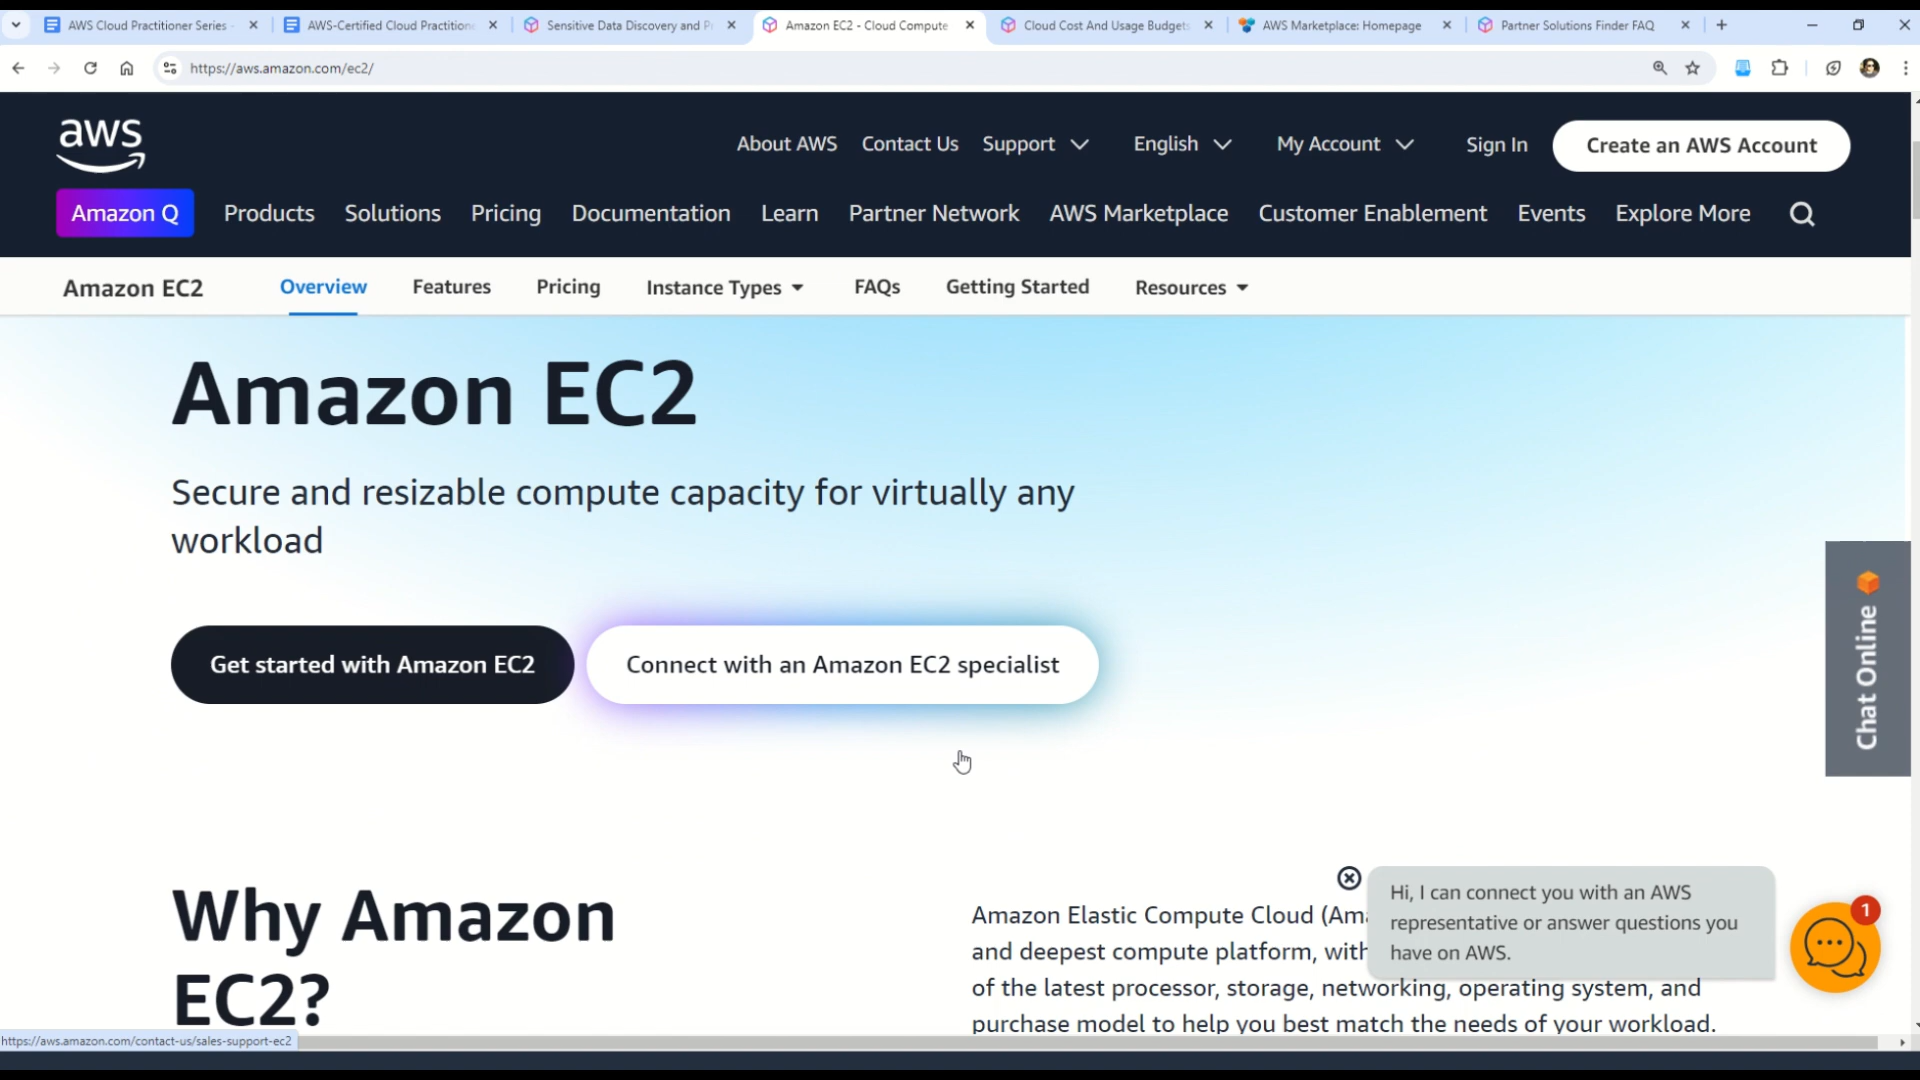 AWS Cloud Practitioner Series -
AWS-Certified Cloud Practitione
Sensitive Data Discovery and Pr
Amazon EC2 - Cloud Compute
Cloud Cost And Usage Budgets
AWS Marketplace: Homepage
Partner Solutions Finder FAQ
https://aws.amazon.com/ec2/
aws
About AWS Contact Us Support English My Account Sign In Create an AWS Account
Amazon Q Products Solutions Pricing Documentation Learn Partner Network AWS Marketplace Customer Enablement Events Explore More
Amazon EC2 Overview Features Pricing Instance Types FAQs Getting Started Resources
Amazon EC2
Secure and resizable compute capacity for virtually any
workload
Get started with Amazon EC2 Connect with an Amazon EC2 specialist
Chat Online
Why Amazon
EC2?
Amazon Elastic Compute Cloud (Ama
and deepest compute platform, with
of the latest processor, storage, networking, operating system, and
purchase model to help you best match the needs of your workload.
Hi, I can connect you with an AWS
representative or answer questions you
have on AWS.
1
https://aws.amazon.com/contact-us/sales-support-ec2